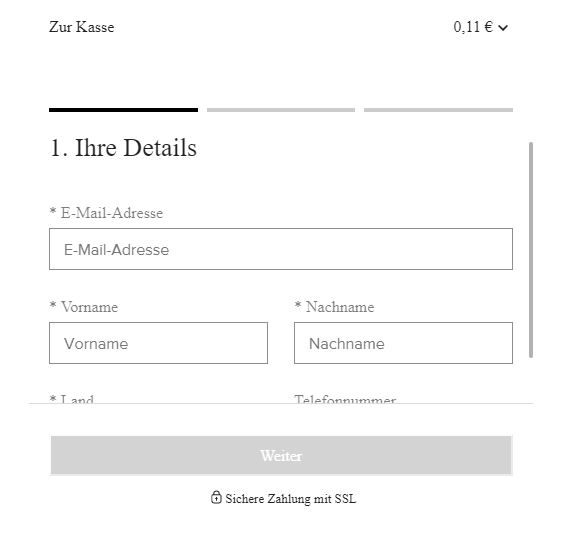 Zur Kasse 0,11 €
1. Ihre Details
* E-Mail-Adresse
E-Mail-Adresse
* Vorname * Nachname
Vorname Nachname
* Land Telefonnummer
Weiter
Sichere Zahlung mit SSL